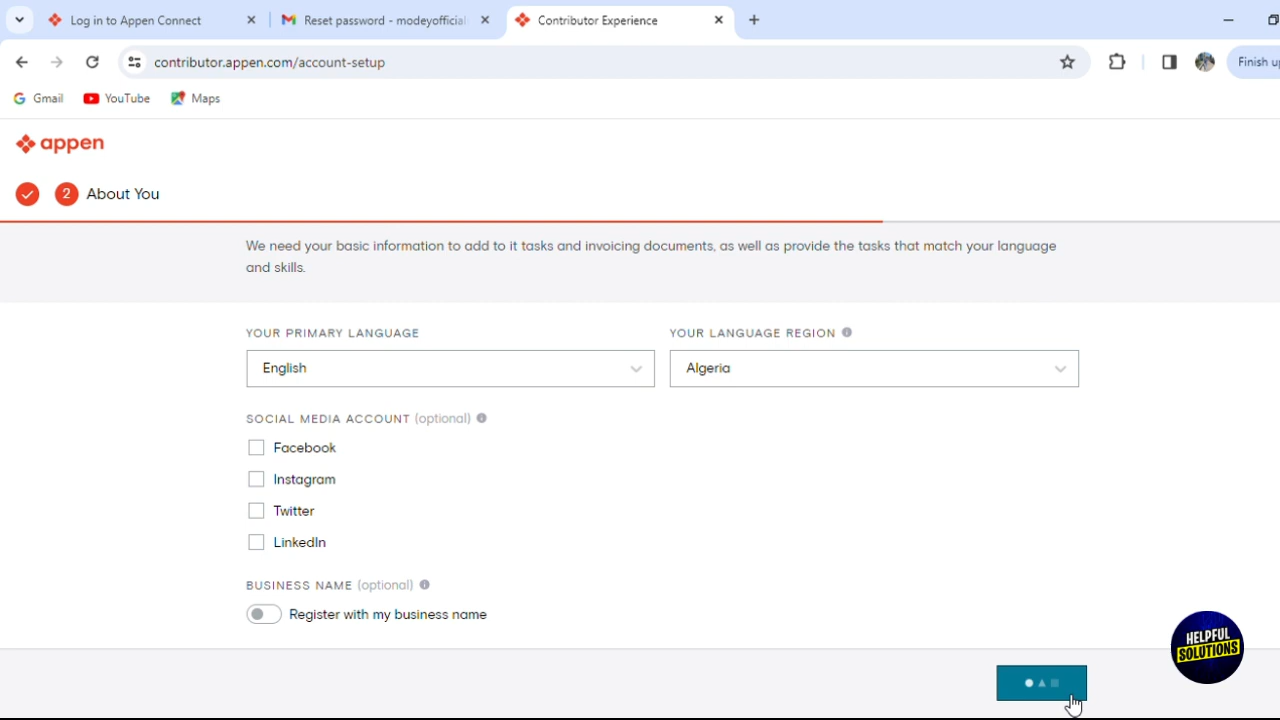 Log in to Appen Connect
Reset password - modeyofficial
Contributor Experience
contributor.appen.com/account-setup
Finish u
Gmail
YouTube
Maps
appen
2 About You
We need your basic information to add to it tasks and invoicing documents, as well as provide the tasks that match your language
and skills.
YOUR PRIMARY LANGUAGE
YOUR LANGUAGE REGION
English
Algeria
SOCIAL MEDIA ACCOUNT (optional)
Facebook
Instagram
Twitter
LinkedIn
BUSINESS NAME (optional)
Register with my business name
HELPFUL
SOLUTIONS